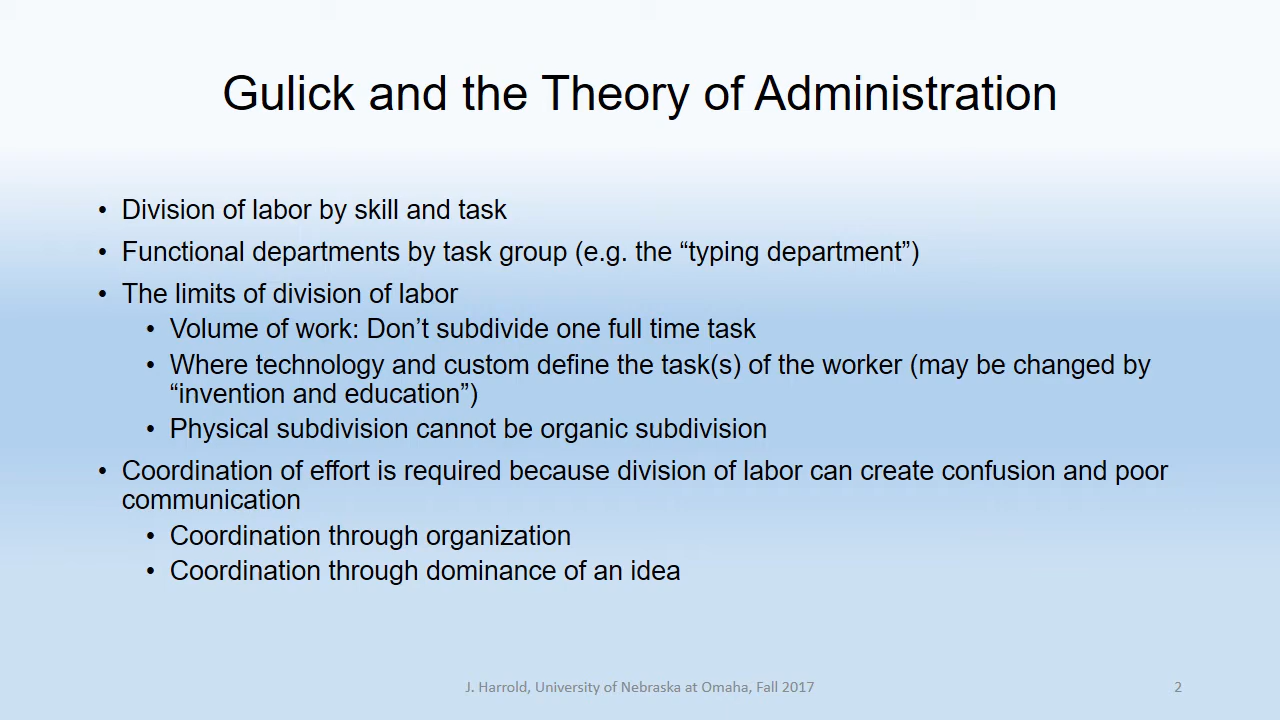 Gulick and the Theory of Administration
• Division of labor by skill and task
• Functional departments by task group (e.g. the “typing department”)
• The limits of division of labor
• Volume of work: Don’t subdivide one full time task
• Where technology and custom define the task(s) of the worker (may be changed by
“invention and education”)
• Physical subdivision cannot be organic subdivision
• Coordination of effort is required because division of labor can create confusion and poor
communication
• Coordination through organization
• Coordination through dominance of an idea
J. Harrold, University of Nebraska at Omaha, Fall 2017
2